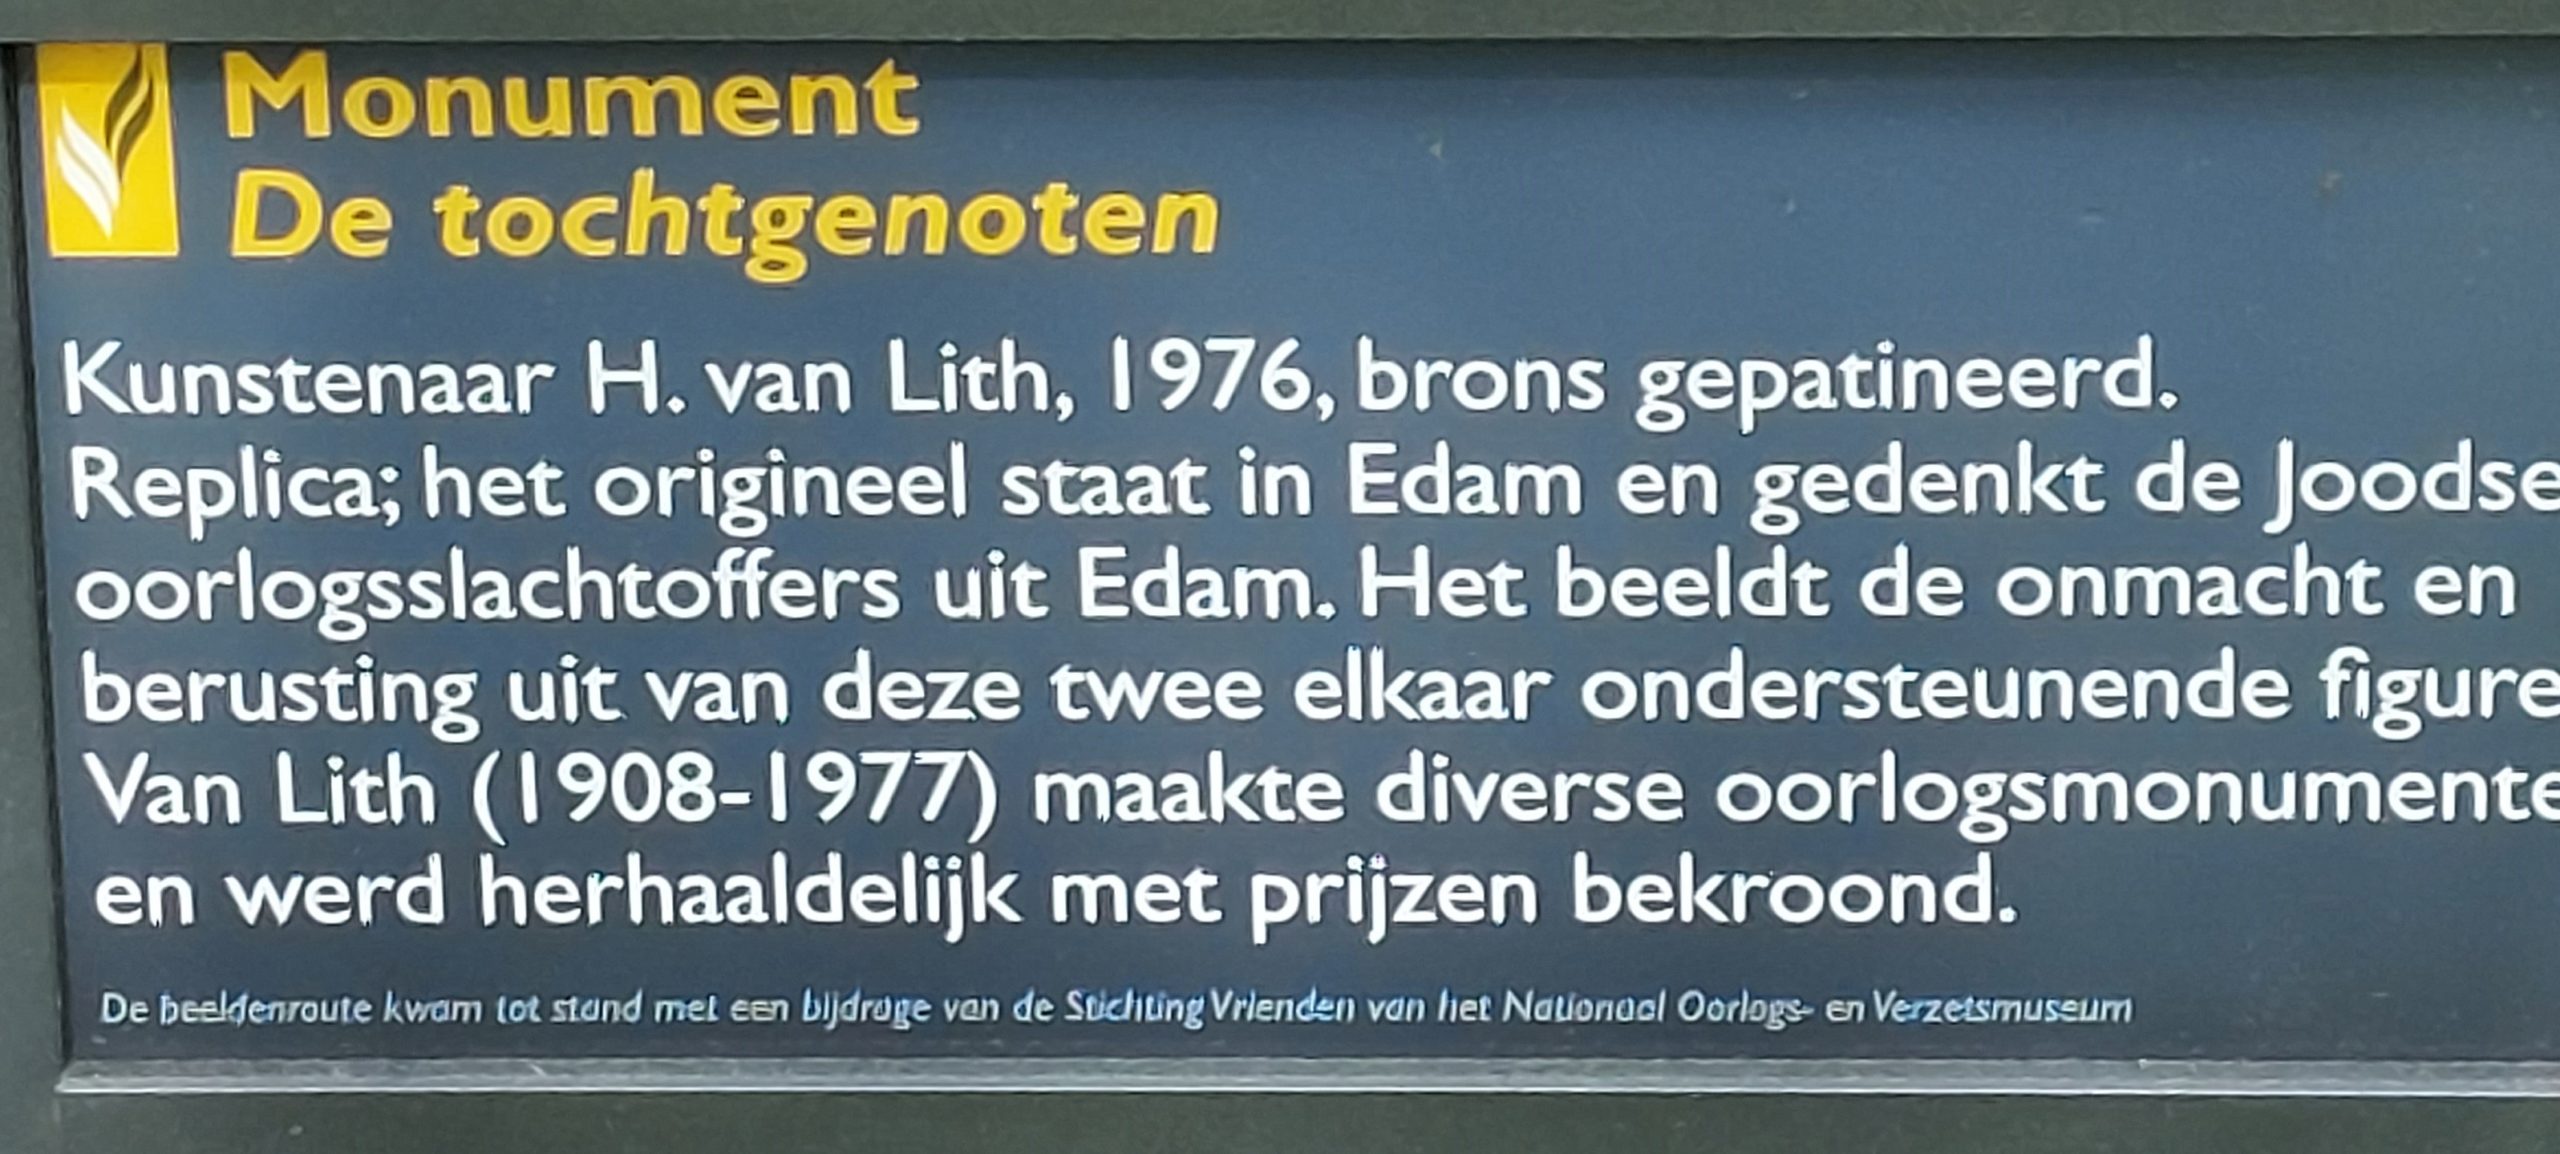 Monument
De tochtgenoten
Kunstenaar H. van Lith, 1976, brons gepatineerd.
Replica; het origineel staat in Edam en gedenkt de Joodse
oorlogsslachtoffers uit Edam. Het beeldt de onmacht en
berusting uit van deze twee elkaar ondersteunende figure
Van Lith (1908-1977) maakte diverse oorlogsmonumente
en werd herhaaldelijk met prijzen bekroond.
De beeldenroute kwam tot stand met een bijdrage van de Stichting Vrienden van het Nationaal Oorlogs- en Verzetsmuseum